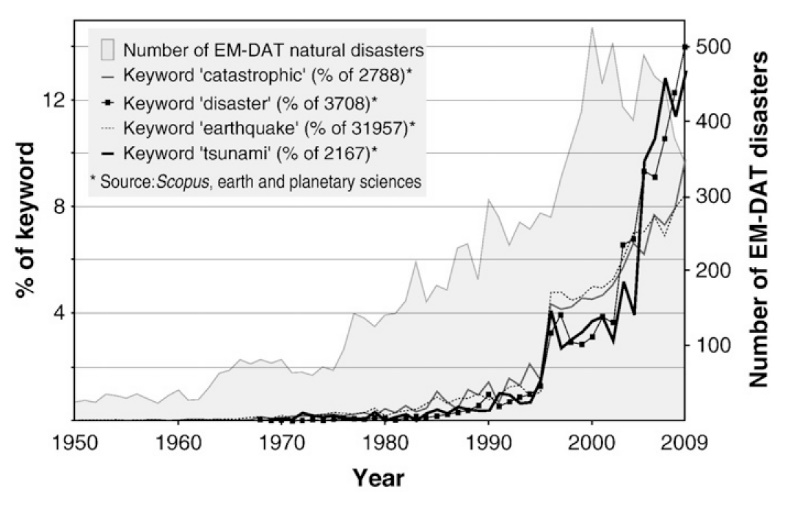 Number of EM-DAT natural disasters
Keyword 'catastrophic' (% of 2788)*
Keyword 'disaster' (% of 3708)*
Keyword 'earthquake' (% of 31957)*
Keyword 'tsunami' (% of 2167)*
* Source: Scopus, earth and planetary sciences
% of keyword
12
8
4
500
400
300
200
100
Number of EM-DAT disasters
1950 1960 1970 1980 1990 2000 2009
Year